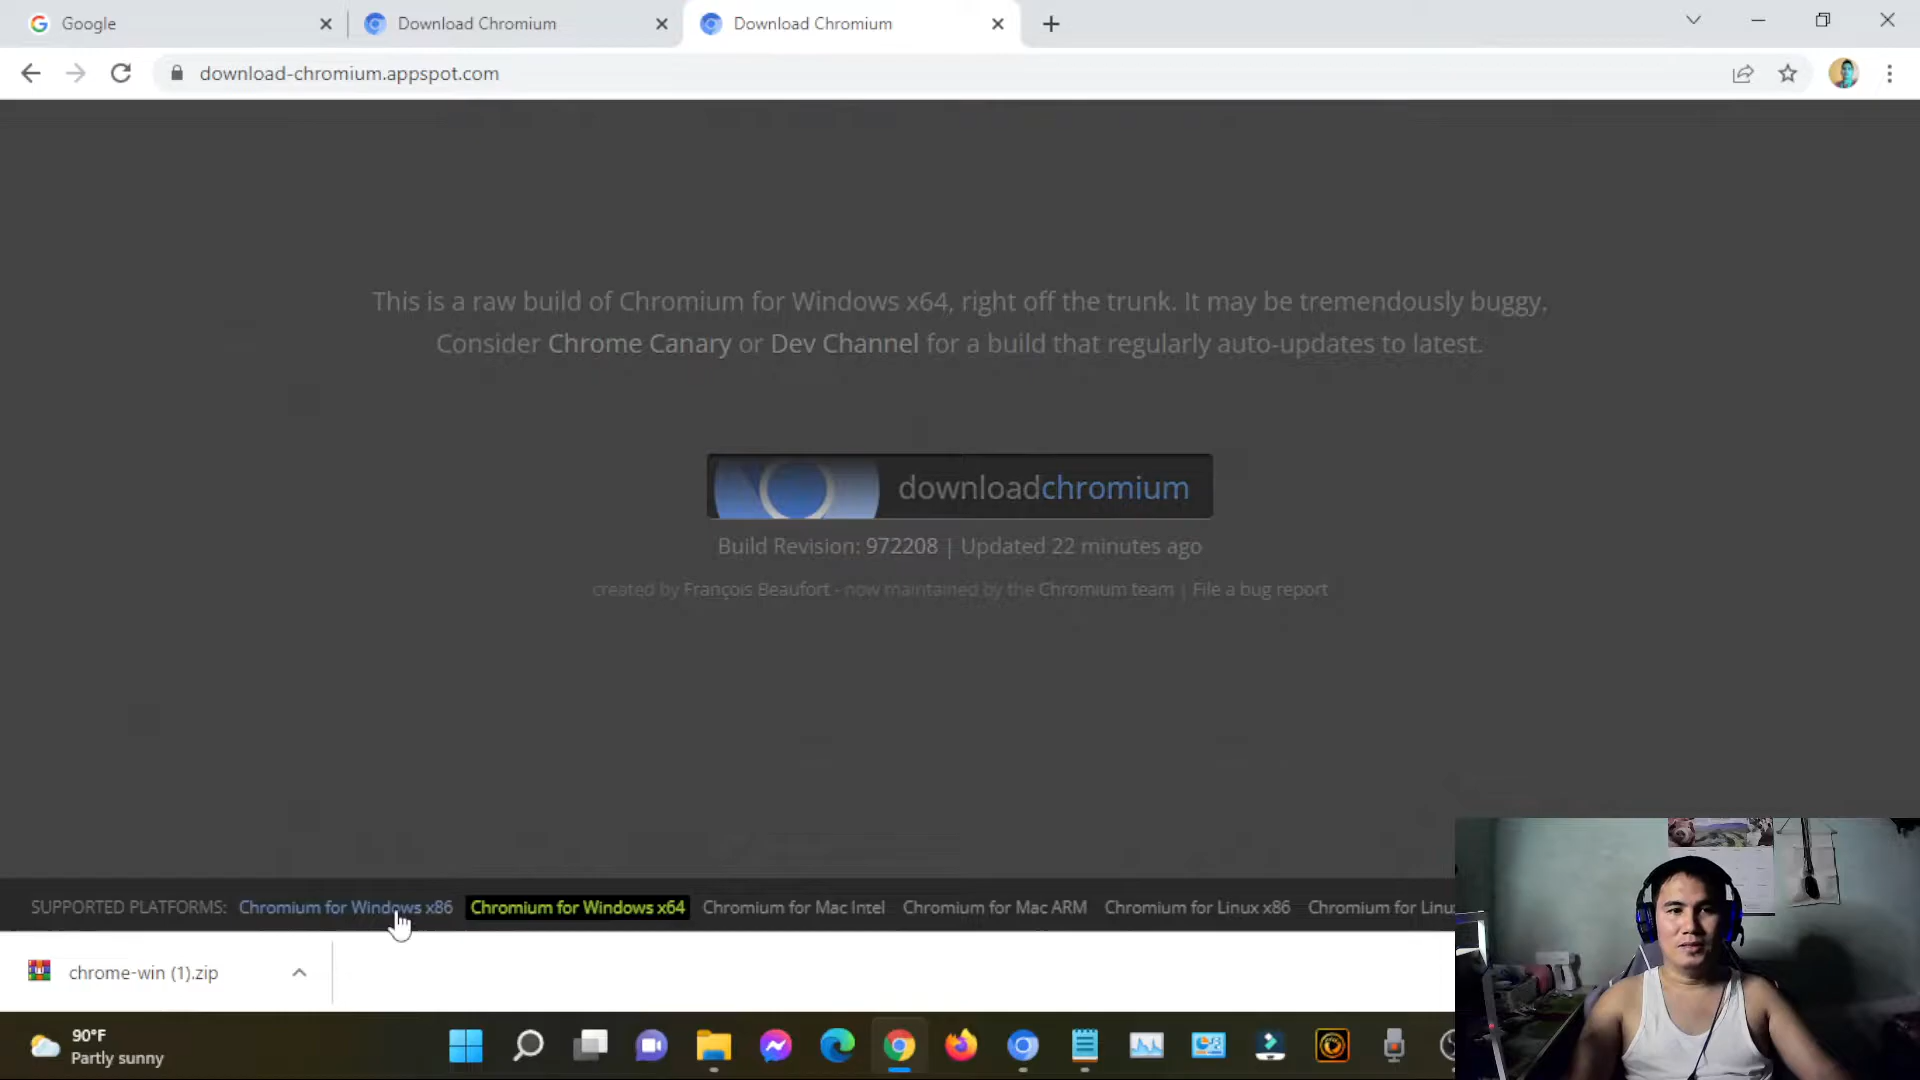 Google
Download Chromium
Download Chromium
download-chromium.appspot.com
This is a raw build of Chromium for Windows x64, right off the trunk. It may be tremendously buggy.
Consider Chrome Canary or Dev Channel for a build that regularly auto-updates to latest.
downloadchromium
Build Revision: 972208 | Updated 22 minutes ago
created by François Beaufort - now maintained by the Chromium team | File a bug report
SUPPORTED PLATFORMS: Chromium for Windows x86 Chromium for Windows x64 Chromium for Mac Intel Chromium for Mac ARM Chromium for Linux x86 Chromium for Linu
chrome-win (1).zip
90°F
Partly sunny